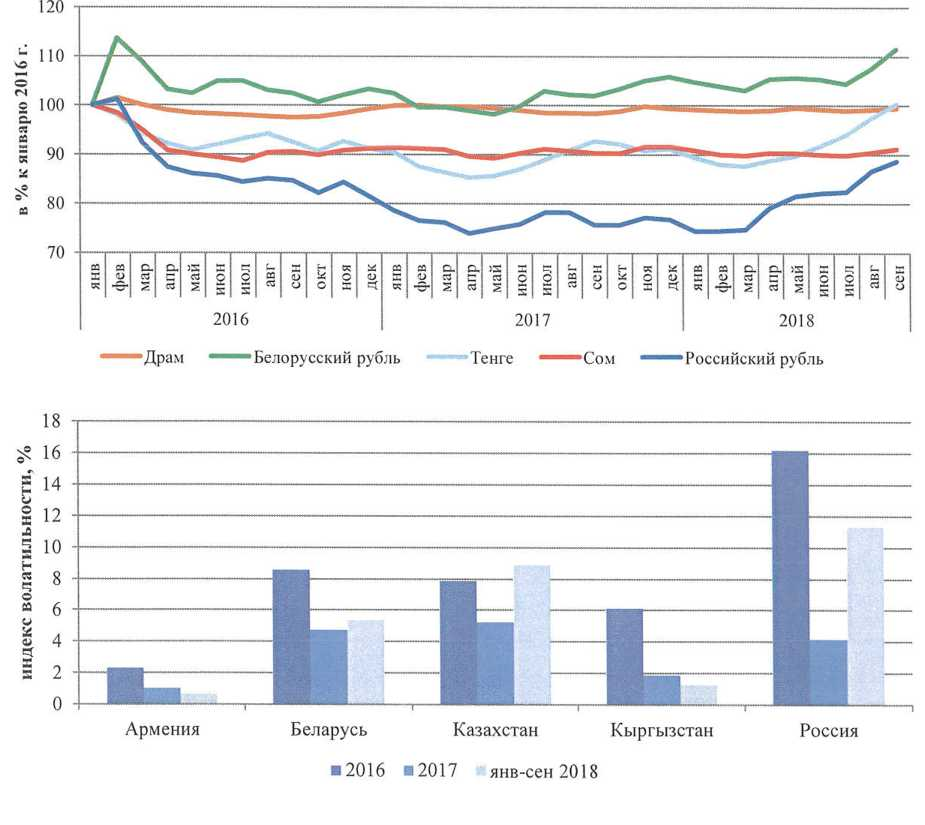 в % к январю 2016 г.
120
110
100
90
80
70
янв фев мар апр май июн июл авг сен окт ноя дек янв фев мар апр май июн июл авг сен окт ноя дек янв фев мар апр май июн июл авг сен
2016 2017 2018
Драм Белорусский рубль Тенге Сом Российский рубль
индекс волатильности, %
18
16
14
12
10
8
6
4
2
0
Армения Беларусь Казахстан Кыргызстан Россия
2016 2017 янв-сен 2018